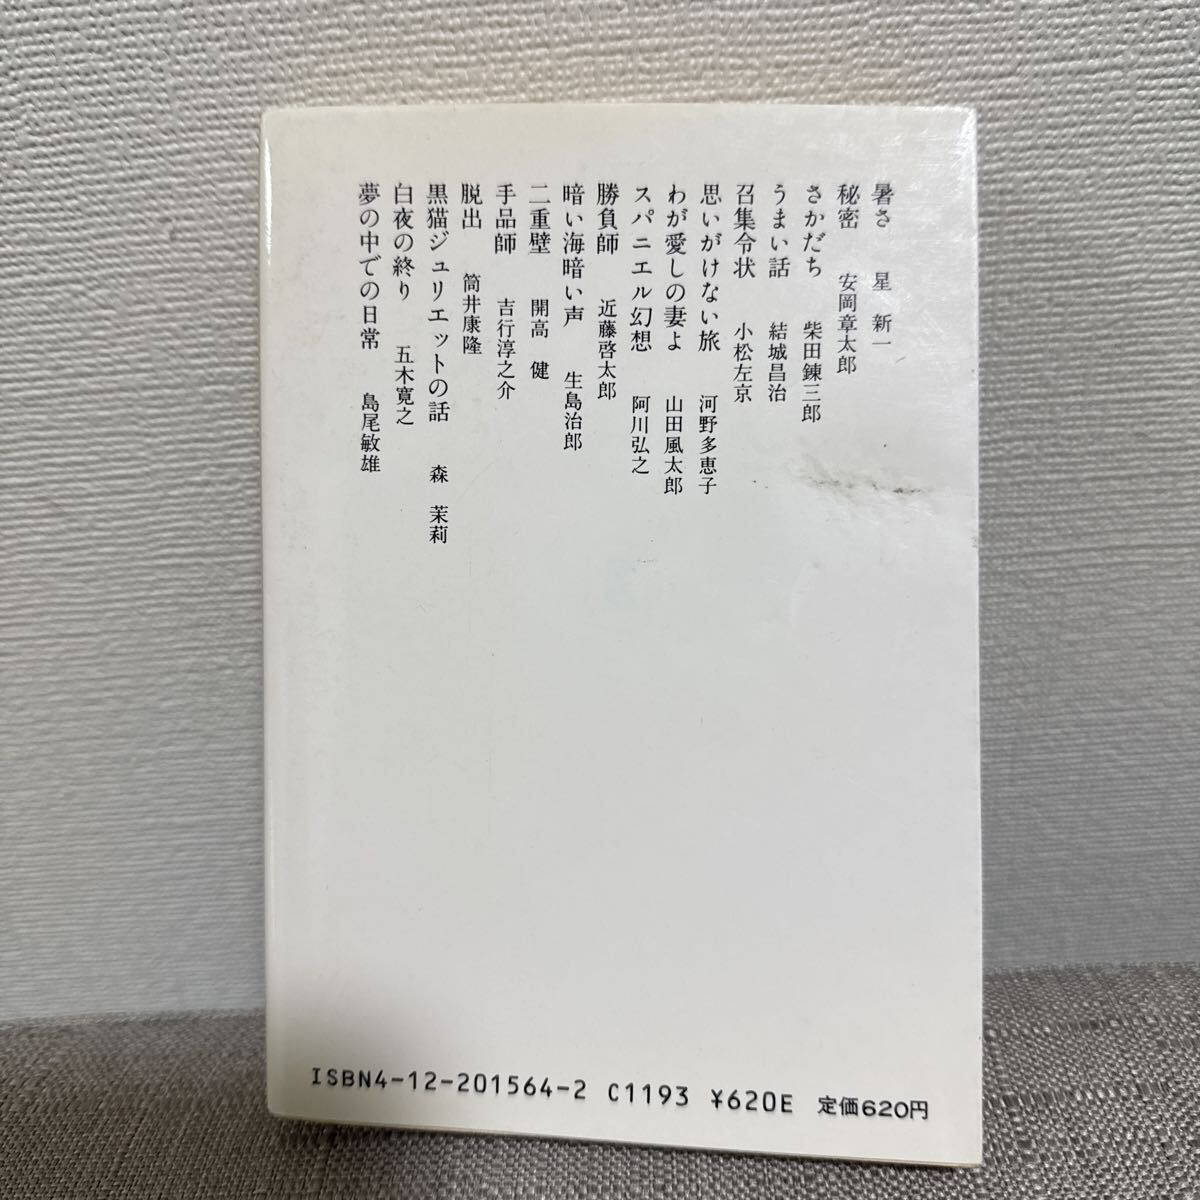 暑さ 星 新一
秘密 安岡章太郎
さかだち 柴田錬三郎
うまい話 結城昌治
召集令状 小松左京
思いがけない旅 河野多恵子
わが愛しの妻よ 山田風太郎
スパニエル幻想 阿川弘之
勝負師 近藤啓太郎
暗い海暗い声 生島治郎
二重壁 開高 健
手品師 吉行淳之介
脱出 筒井康隆
黒猫ジュリエットの話 森 茉莉
白夜の終り 五木寛之
夢の中での日常 島尾敏雄
ISBN4-12-201564-2 C1193 ¥620E 定価620円